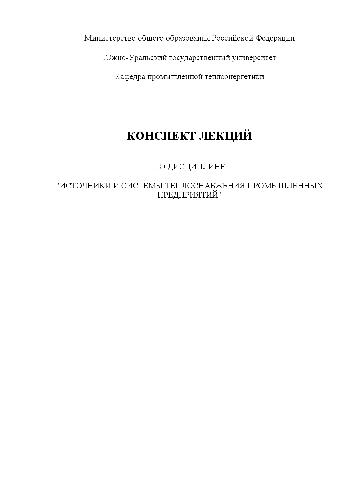 Министерство общего образования Российской Федерации
Южно-Уральский государственный университет
Кафедра промышленной теплоэнергетики
КОНСПЕКТ ЛЕКЦИЙ
ПО ДИСЦИПЛИНЕ
"ИСТОЧНИКИ И СИСТЕМЫ ТЕПЛОСНАБЖЕНИЯ ПРОМЫШЛЕННЫХ
ПРЕДПРИЯТИЙ"